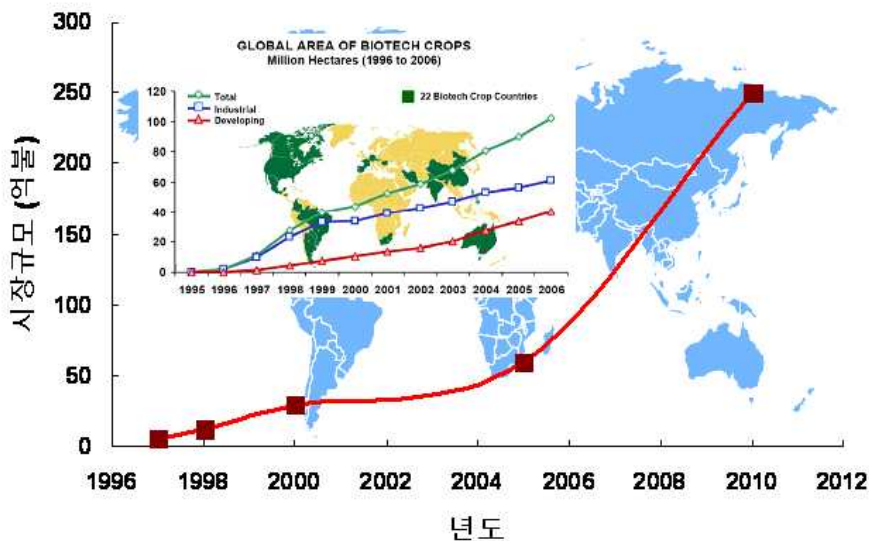 300
250
200
150
100
50
0
시장규모 (억불)
GLOBAL AREA OF BIOTECH CROPS
Million Hectares (1996 to 2006)
120
100
80
60
40
20
0
Total
Industrial
Developing
22 Biotech Crop Countries
1995 1996 1997 1998 1999 2000 2001 2002 2003 2004 2005 2006
1996 1998 2000 2002 2004 2006 2008 2010 2012
년도